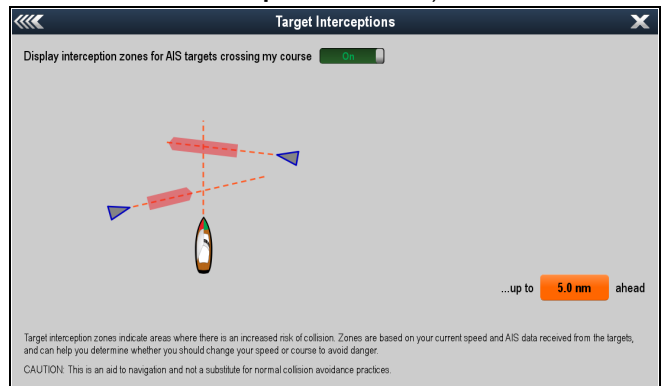 Target Interceptions
Display interception zones for AIS targets crossing my course On
...up to 5.0 nm ahead
Target interception zones indicate areas where there is an increased risk of collision. Zones are based on your current speed and AIS data received from the targets,
and can help you determine whether you should change your speed or course to avoid danger.
CAUTION: This is an aid to navigation and not a substitute for normal collision avoidance practices.